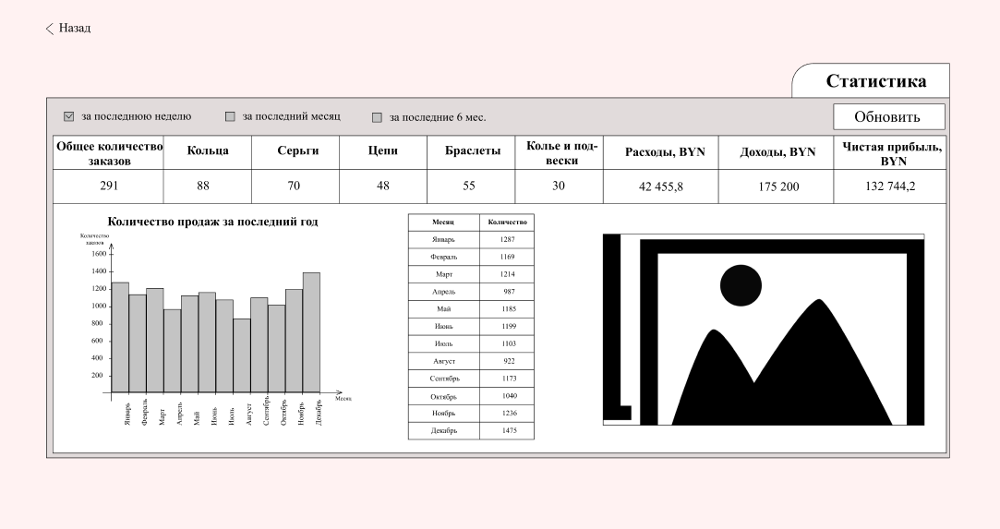 Назад
Статистика
за последнюю неделю
за последний месяц
за последние 6 мес.
Обновить
Общее количество
заказов
Кольца
Серьги
Цепи
Браслеты
Колье и под-
вески
Расходы, BYN
Доходы, BYN
Чистая прибыль,
BYN
291
88
70
48
55
30
42 455,8
175 200
132 744,2
Количество продаж за последний год
Количество
заказов
1600
1400
1200
1000
800
600
400
200
Месяц
Январь
Февраль
Март
Апрель
Май
Июнь
Июль
Август
Сентябрь
Октябрь
Ноябрь
Декабрь
Месяц Количество
Январь 1287
Февраль 1169
Март 1214
Апрель 987
Май 1185
Июнь 1199
Июль 1103
Август 922
Сентябрь 1173
Октябрь 1040
Ноябрь 1236
Декабрь 1475